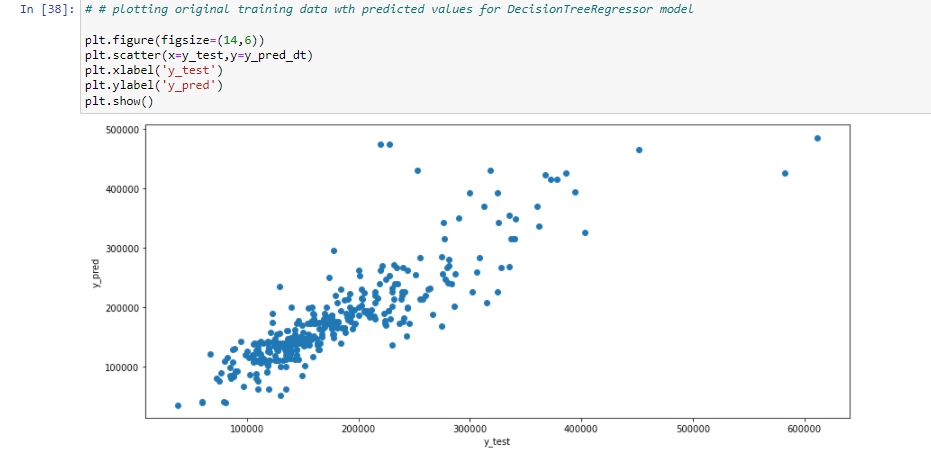 In [38]: # # plotting original training data wth predicted values for DecisionTreeRegressor model
plt.figure(figsize=(14,6))
plt.scatter(x=y_test,y=y_pred_dt)
plt.xlabel('y_test')
plt.ylabel('y_pred')
plt.show()
500000
400000
300000
y_pred
200000
100000
100000 200000 300000 400000 500000 600000
y_test